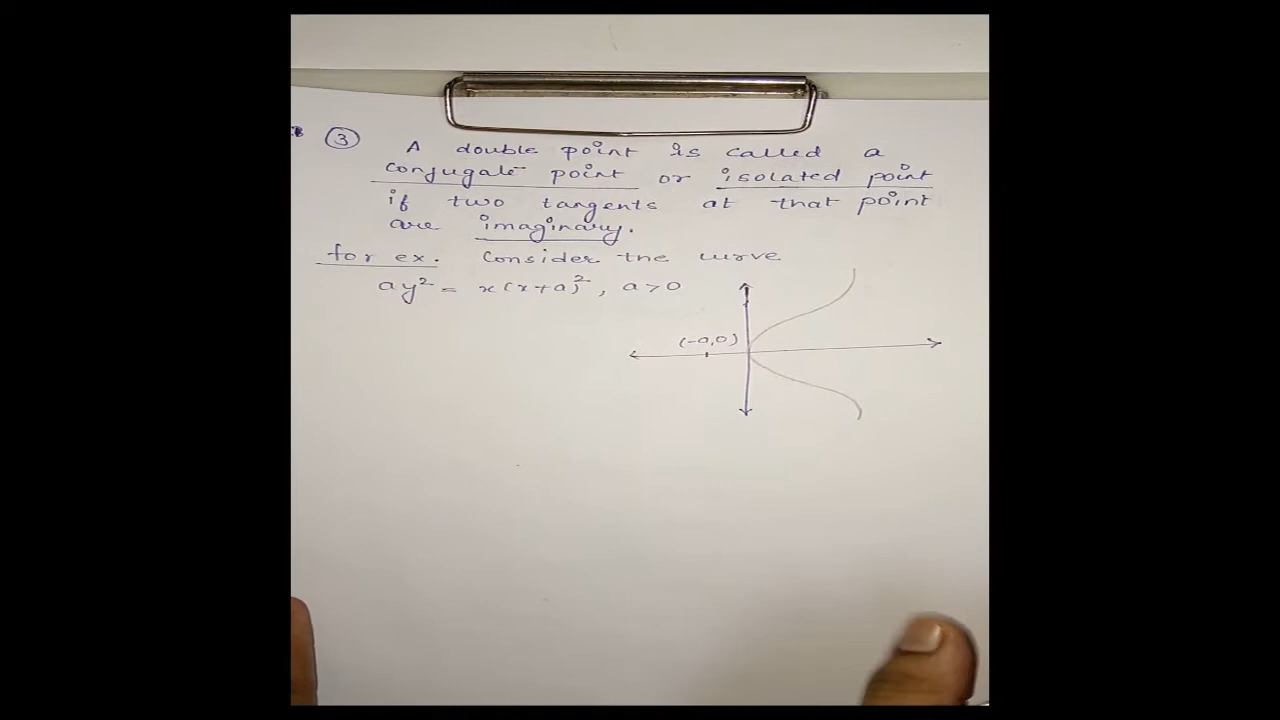 ③ A double point is called a
conjugate point or isolated point
if two tangents at that point
are imaginary.
for ex. Consider the curve
ay² = x(x+a)², a>0
(-a,0)